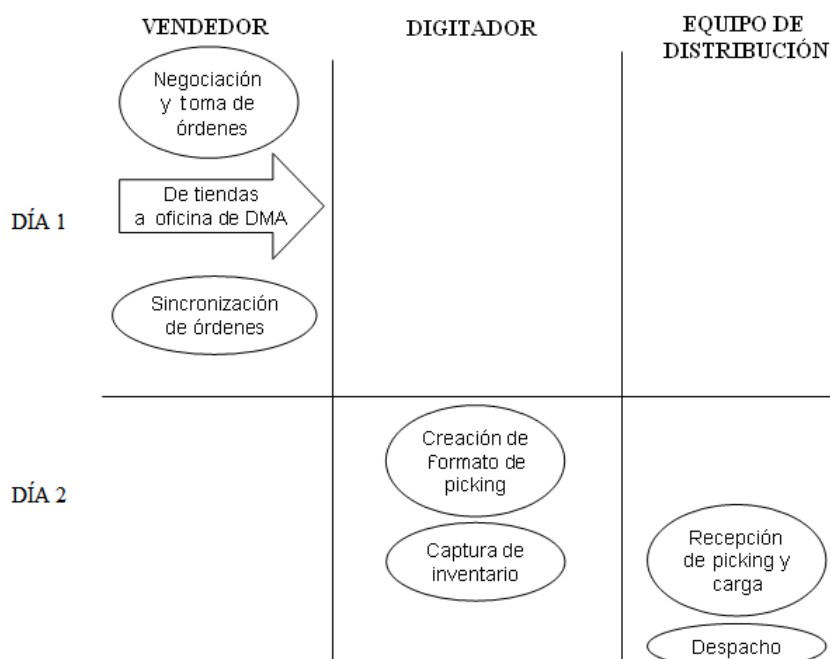 VENDEDOR
DIGITADOR
EQUIPO DE
DISTRIBUCIÓN
DÍA 1
Negociación
y toma de
órdenes
De tiendas
a oficina de DMA
Sincronización
de órdenes
DÍA 2
Creación de
formato de
picking
Captura de
inventario
Recepción
de picking y
carga
Despacho